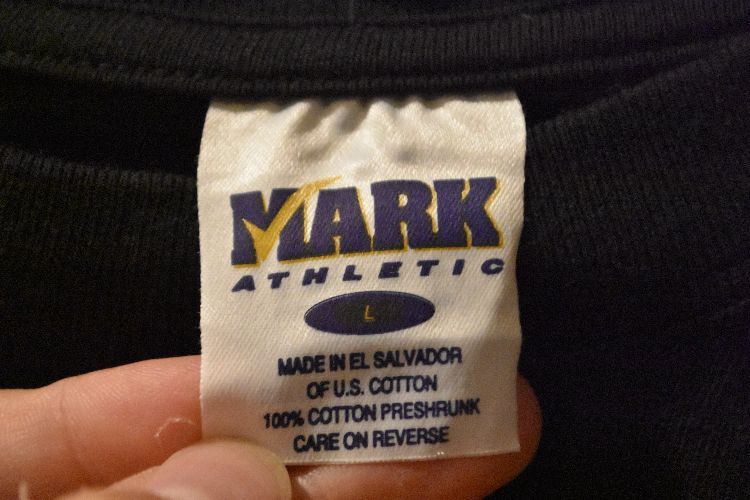 MARK
ATHLETIC
L
MADE IN EL SALVADOR
OF U.S. COTTON
100% COTTON PRESHRUNK
CARE ON REVERSE